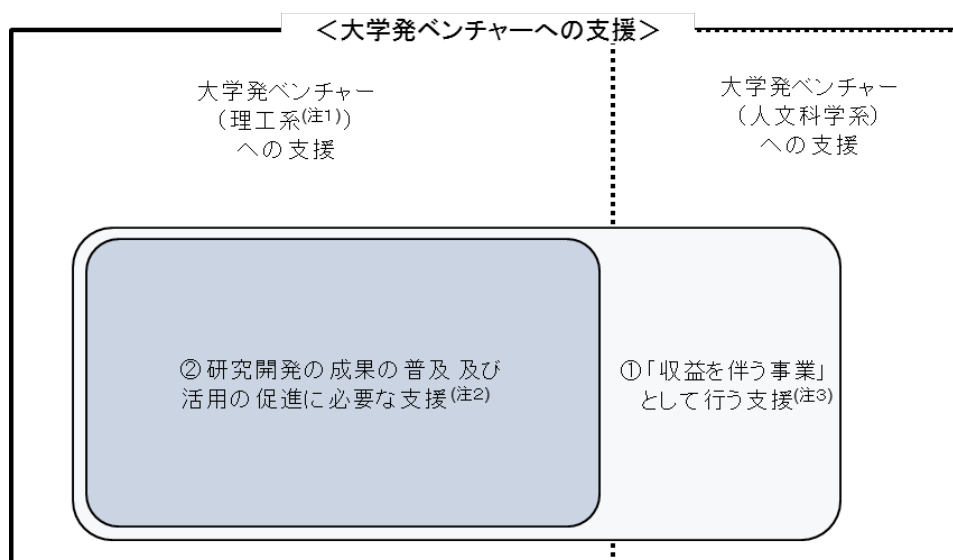 ＜大学発ベンチャーへの支援＞
大学発ベンチャー
（理工系(注1)）
への支援
大学発ベンチャー
（人文科学系）
への支援
②研究開発の成果の普及及び
活用の促進に必要な支援(注2)
①「収益を伴う事業」
として行う支援(注3)